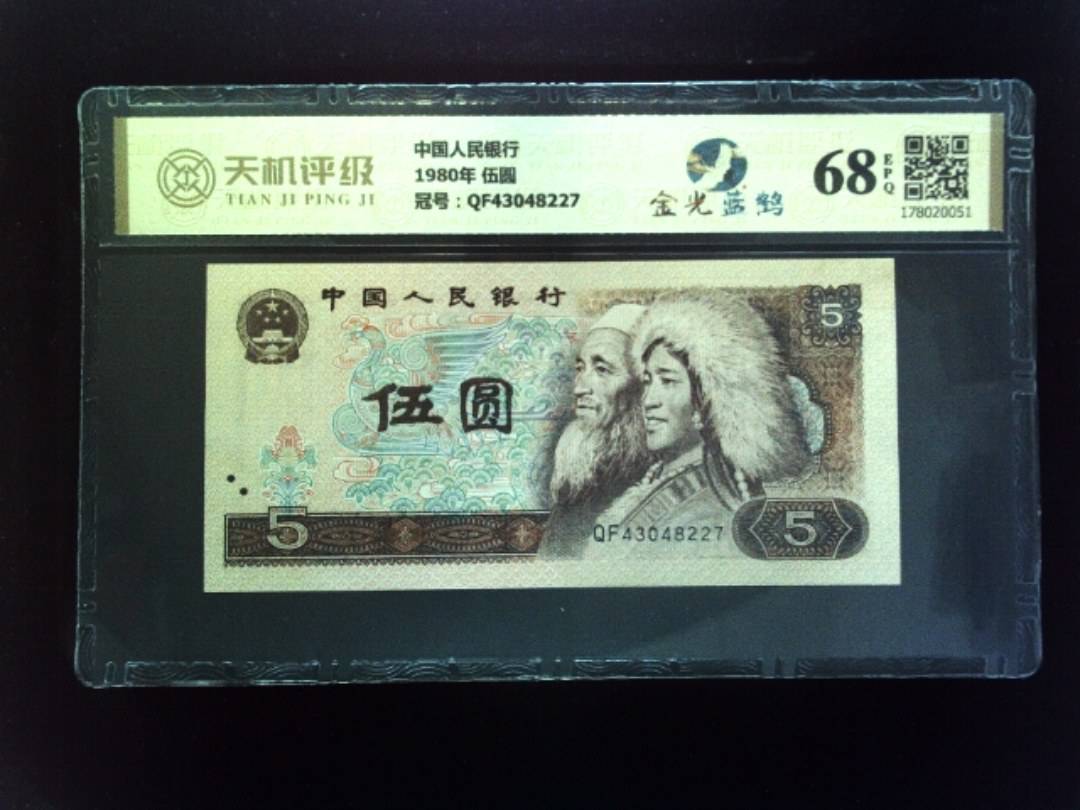 天机评级
TIAN JI PING JI
中国人民银行
1980年 伍圆
冠号：QF43048227
金光蓝鹤
68
EPQ
178020051
中国人民银行
5
伍圆
5
QF43048227
5